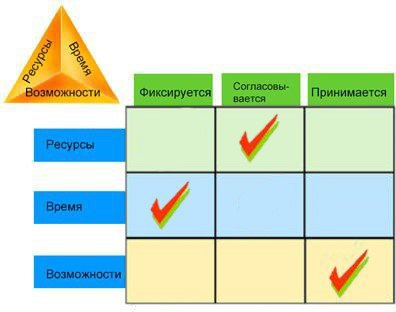 Ресурсы
Время
Возможности
Фиксируется
Согласовы-
вается
Принимается
Ресурсы
Время
Возможности